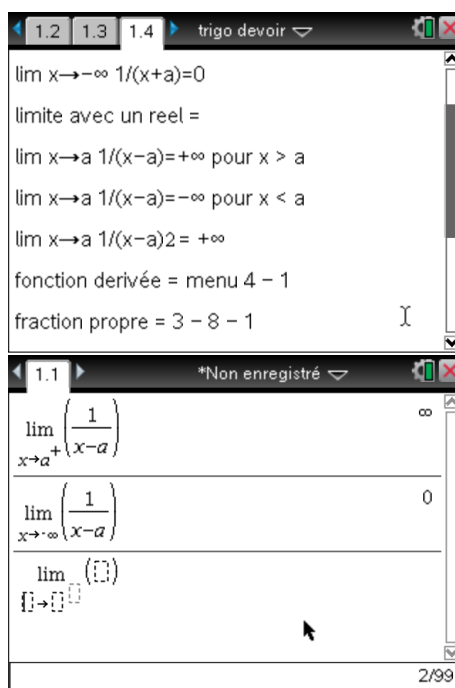 1.2 1.3 1.4 trigo devoir
lim x→−∞ 1/(x+a)=0
limite avec un reel =
lim x→a 1/(x−a)=+∞ pour x > a
lim x→a 1/(x−a)=−∞ pour x < a
lim x→a 1/(x−a)2= +∞
fonction derivée = menu 4 − 1
fraction propre = 3 − 8 − 1
1.1 *Non enregistré
lim x→a+ (1/(x−a)) ∞
lim x→-∞ (1/(x−a)) 0
lim ▯→▯▯ (▯)
2/99